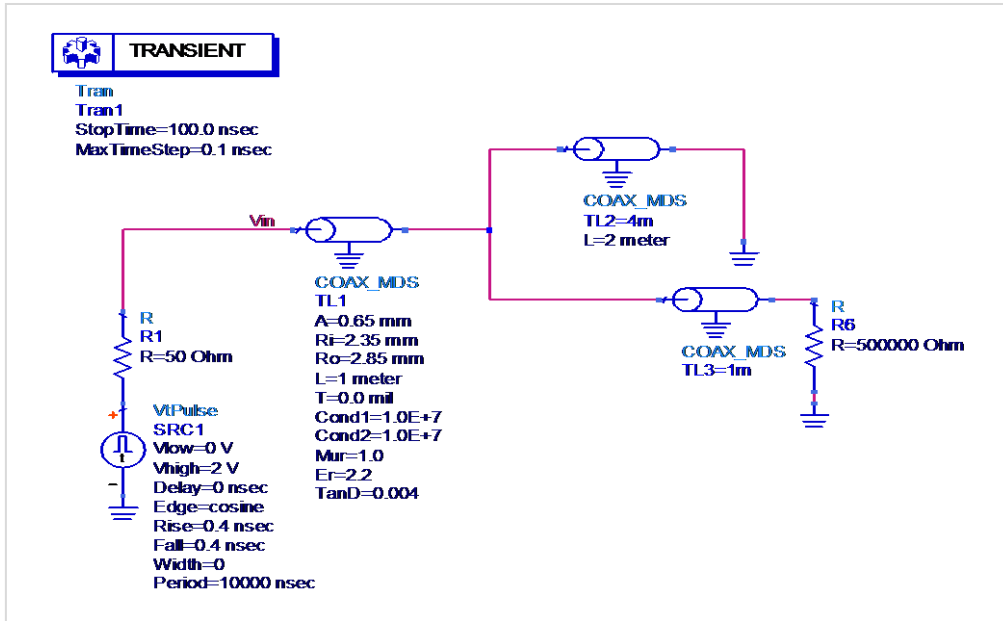 TRANSIENT
Tran
Tran1
StopTime=100.0 nsec
MaxTimeStep=0.1 nsec
COAX_MDS
TL2=4m
L=2 meter
Vin
COAX_MDS
TL1
A=0.65 mm
Ri=2.35 mm
Ro=2.85 mm
L=1 meter
T=0.0 mil
Cond1=1.0E+7
Cond2=1.0E+7
Mur=1.0
Er=2.2
TanD=0.004
COAX_MDS
TL3=1m
R
R6
R=500000 Ohm
R
R1
R=50 Ohm
+
t
-
VtPulse
SRC1
Vlow=0 V
Vhigh=2 V
Delay=0 nsec
Edge=cosine
Rise=0.4 nsec
Fall=0.4 nsec
Width=0
Period=10000 nsec